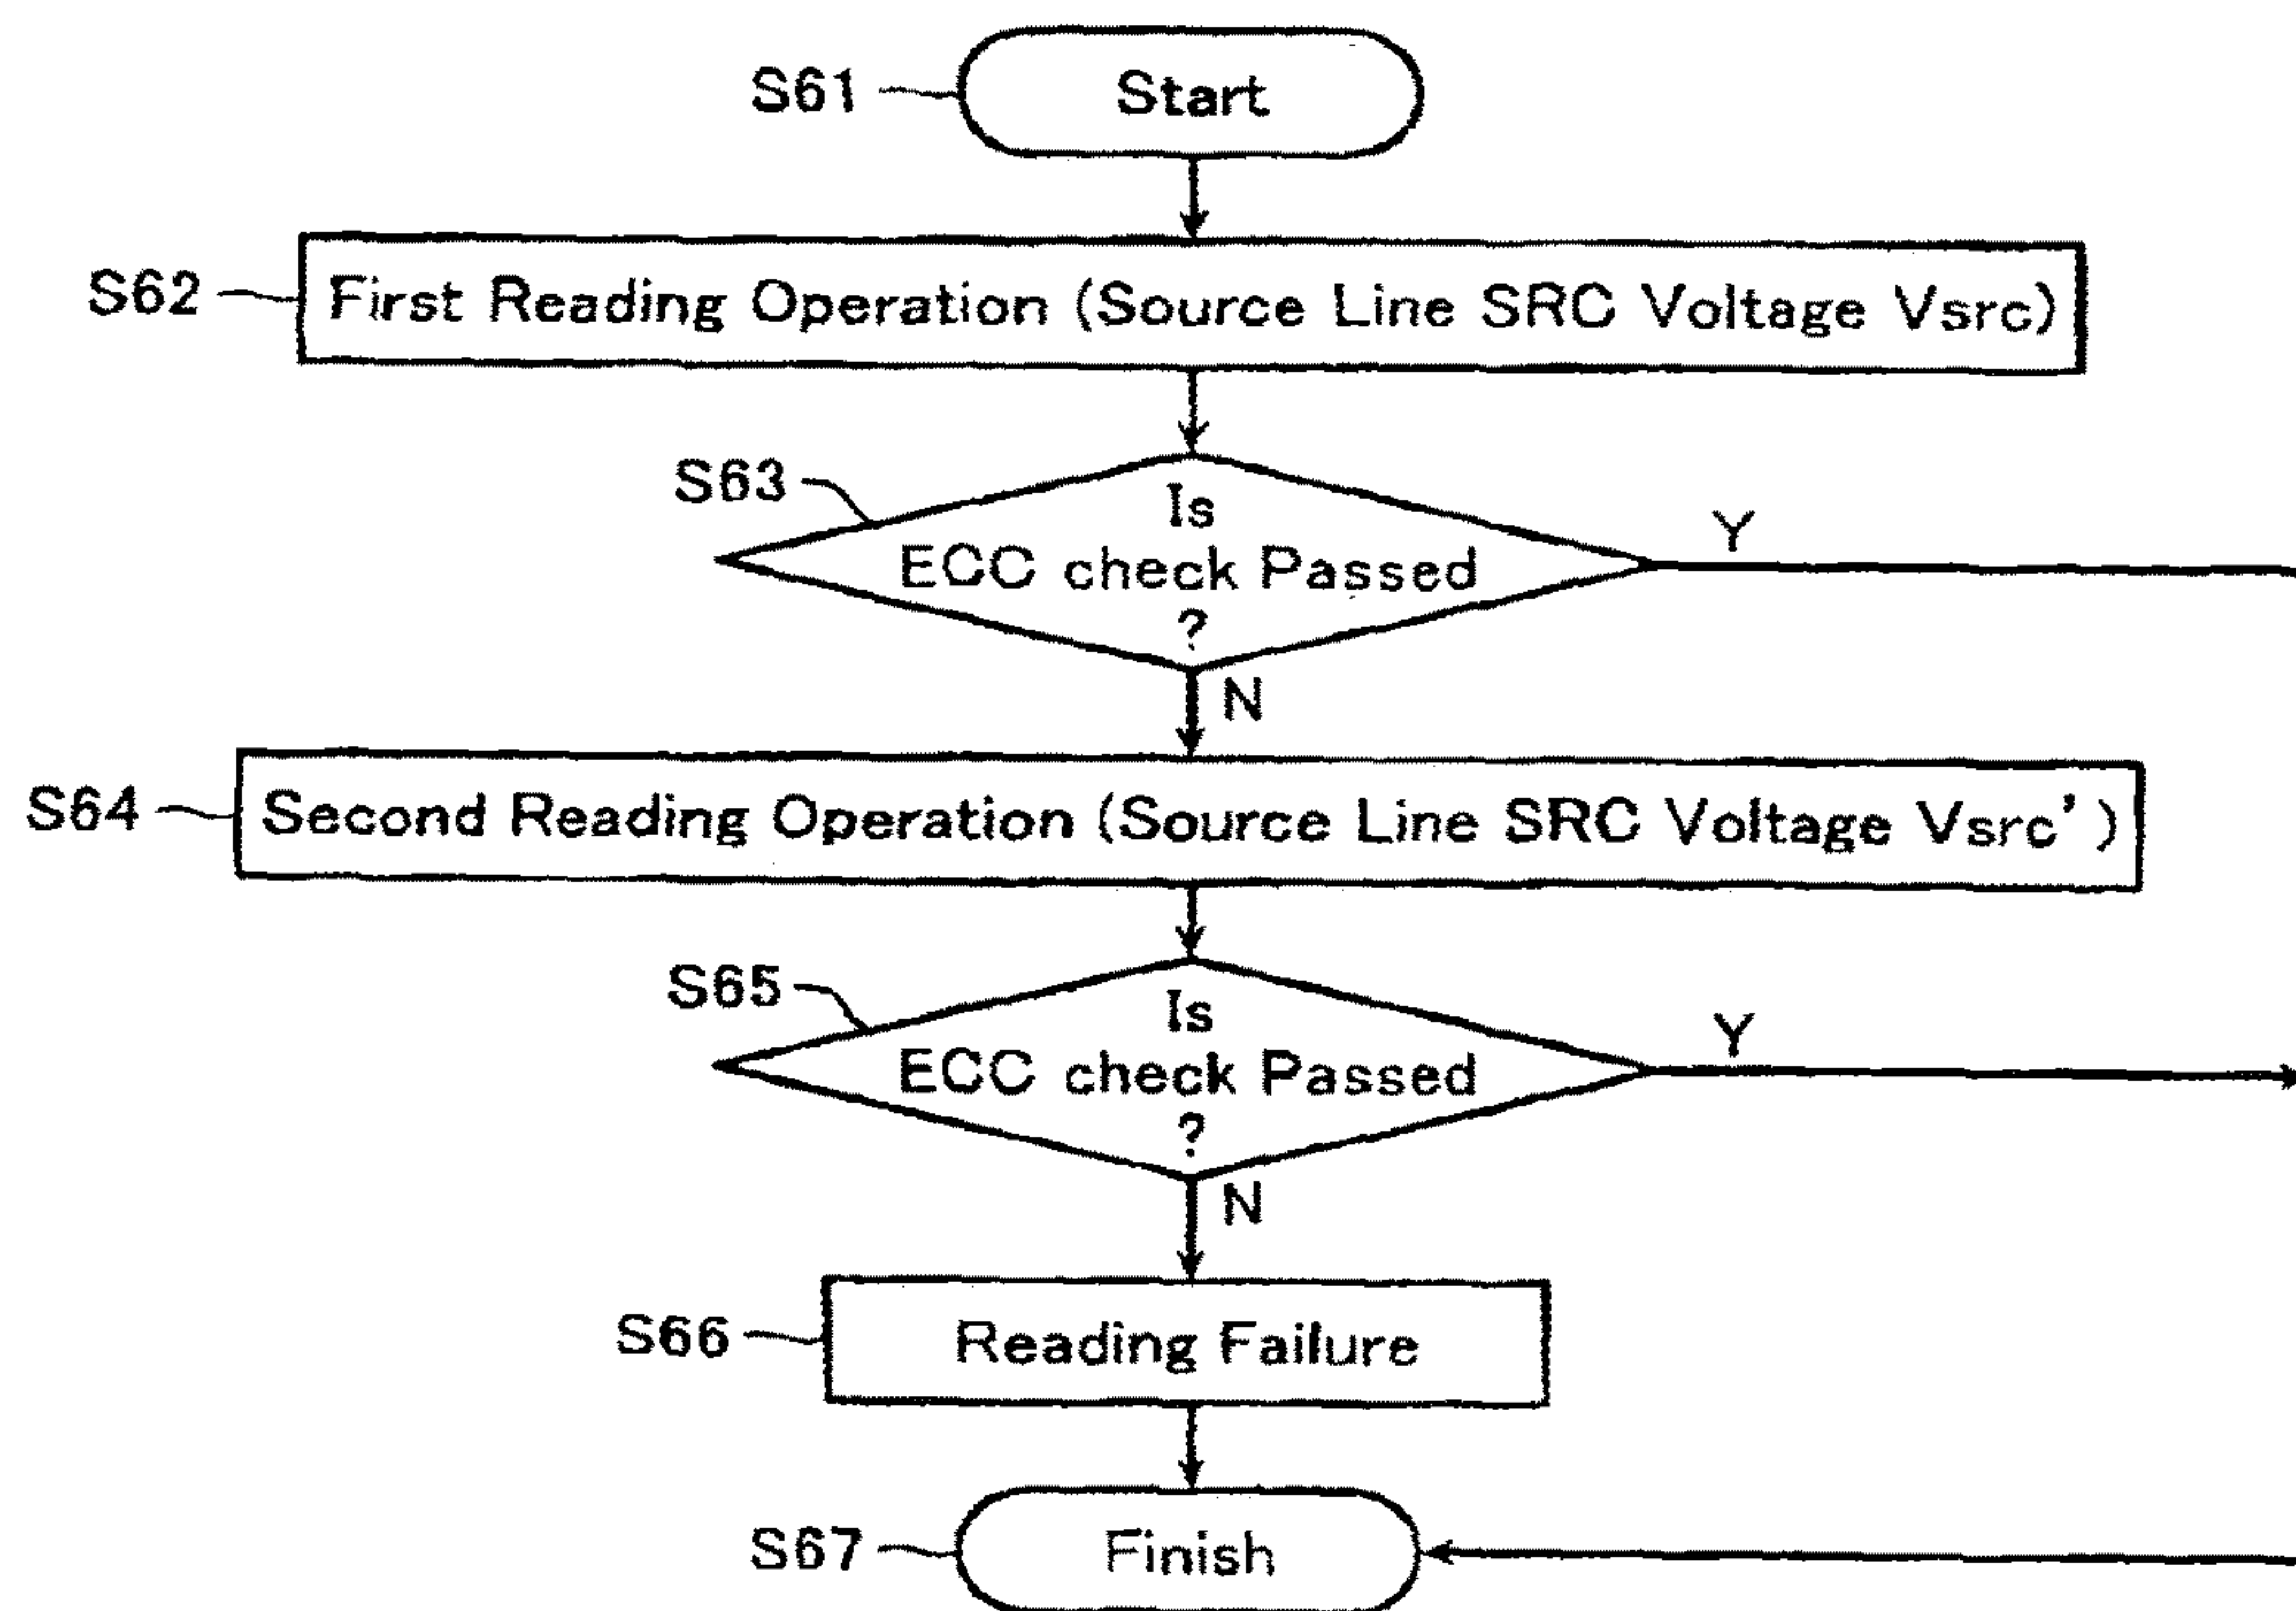 S61
Start
S62
First Reading Operation (Source Line SRC Voltage Vsrc)
S63
Is
ECC check Passed
?
Y
N
S64
Second Reading Operation (Source Line SRC Voltage Vsrc')
S65
Is
ECC check Passed
?
Y
N
S66
Reading Failure
S67
Finish